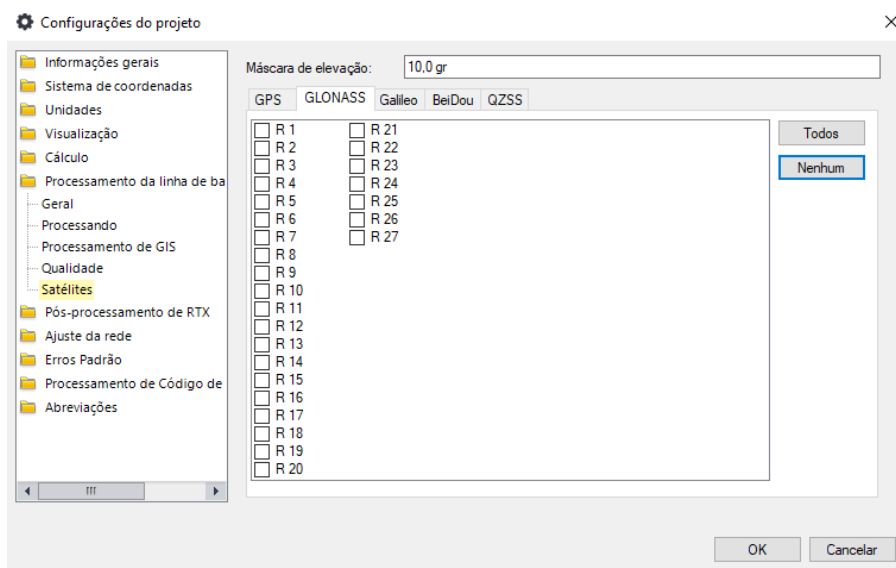 Configurações do projeto
Informações gerais
Sistema de coordenadas
Unidades
Visualização
Cálculo
Processamento da linha de ba
Geral
Processando
Processamento de GIS
Qualidade
Satélites
Pós-processamento de RTX
Ajuste da rede
Erros Padrão
Processamento de Código de
Abreviações
Máscara de elevação: 10,0 gr
GPS GLONASS Galileo BeiDou QZSS
R 1 R 21
R 2 R 22
R 3 R 23
R 4 R 24
R 5 R 25
R 6 R 26
R 7 R 27
R 8
R 9
R 10
R 11
R 12
R 13
R 14
R 15
R 16
R 17
R 18
R 19
R 20
Todos
Nenhum
OK Cancelar